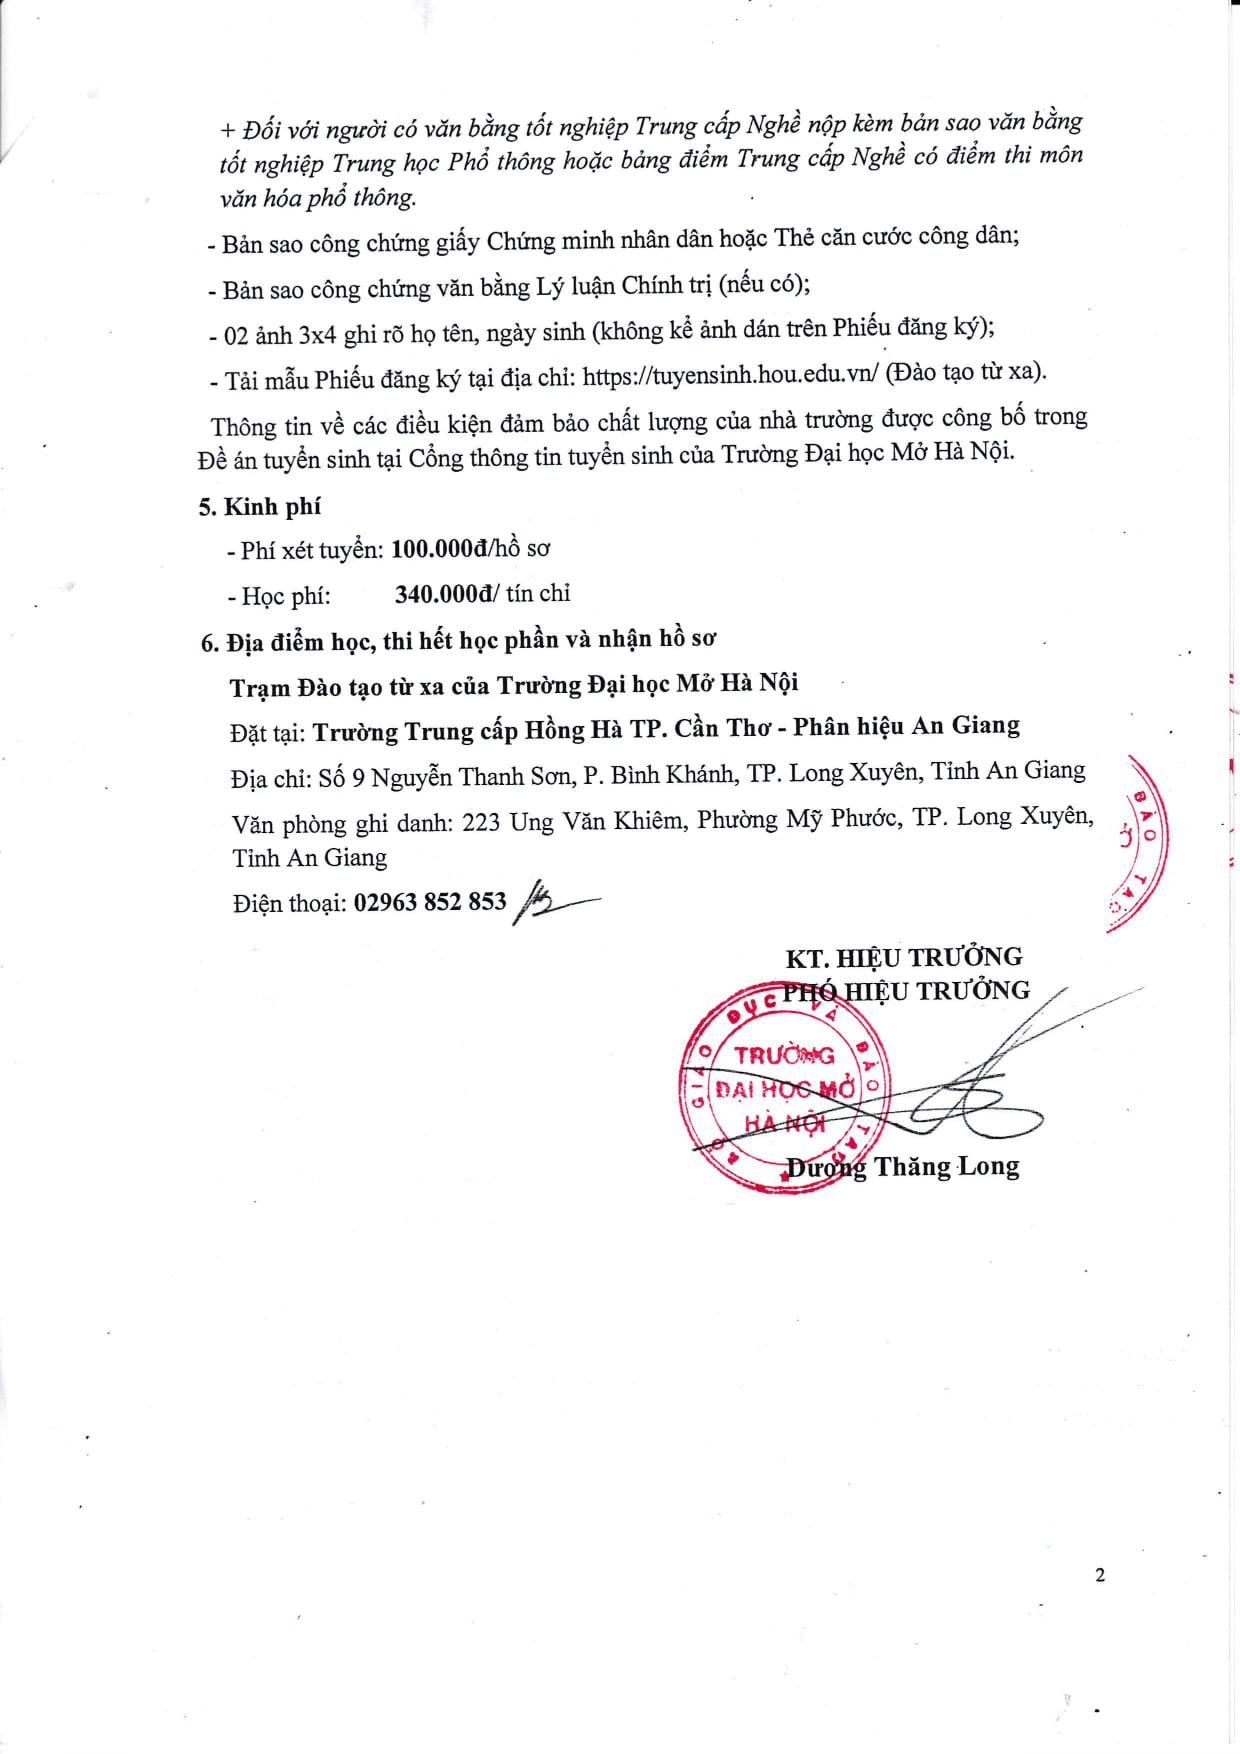 + Đối với người có văn bằng tốt nghiệp Trung cấp Nghề nộp kèm bản sao văn bằng
tốt nghiệp Trung học Phổ thông hoặc bảng điểm Trung cấp Nghề có điểm thi môn
văn hóa phổ thông.
- Bản sao công chứng giấy Chứng minh nhân dân hoặc Thẻ căn cước công dân;
- Bản sao công chứng văn bằng Lý luận Chính trị (nếu có);
- 02 ảnh 3x4 ghi rõ họ tên, ngày sinh (không kể ảnh dán trên Phiếu đăng ký);
- Tải mẫu Phiếu đăng ký tại địa chỉ: https://tuyensinh.hou.edu.vn/ (Đào tạo từ xa).
Thông tin về các điều kiện đảm bảo chất lượng của nhà trường được công bố trong
Đề án tuyển sinh tại Cổng thông tin tuyển sinh của Trường Đại học Mở Hà Nội.
5. Kinh phí
- Phí xét tuyển: 100.000đ/hồ sơ
- Học phí: 340.000đ/ tín chỉ
6. Địa điểm học, thi hết học phần và nhận hồ sơ
Trạm Đào tạo từ xa của Trường Đại học Mở Hà Nội
Đặt tại: Trường Trung cấp Hồng Hà TP. Cần Thơ - Phân hiệu An Giang
Địa chỉ: Số 9 Nguyễn Thanh Sơn, P. Bình Khánh, TP. Long Xuyên, Tỉnh An Giang
Văn phòng ghi danh: 223 Ung Văn Khiêm, Phường Mỹ Phước, TP. Long Xuyên,
Tỉnh An Giang
Điện thoại: 02963 852 853
ĐÀO TẠO
KT. HIỆU TRƯỞNG
PHÓ HIỆU TRƯỞNG
BỘ GIÁO DỤC VÀ ĐÀO TẠO
TRƯỜNG
ĐẠI HỌC MỞ
HÀ NỘI
Dương Thăng Long
2